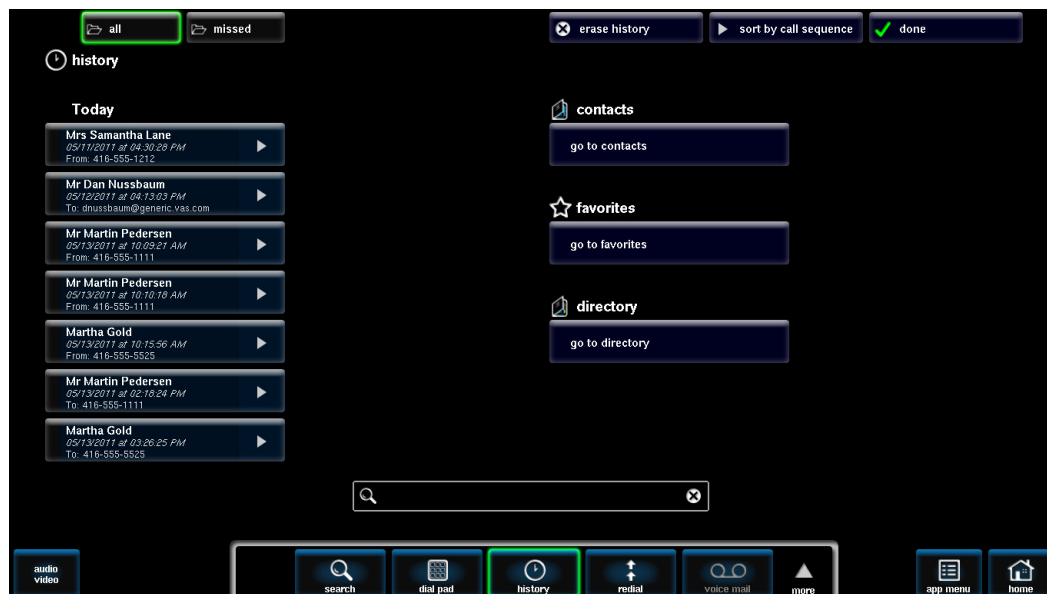 all
missed
erase history
sort by call sequence
done
history
Today
contacts
Mrs Samantha Lane
05/11/2011 at 04:30:28 PM
From: 416-555-1212
go to contacts
Mr Dan Nussbaum
05/12/2011 at 04:13:03 PM
To: dnussbaum@generic.vas.com
favorites
Mr Martin Pedersen
05/13/2011 at 10:09:21 AM
From: 416-555-1111
go to favorites
Mr Martin Pedersen
05/13/2011 at 10:10:18 AM
From: 416-555-1111
directory
Martha Gold
05/13/2011 at 10:15:56 AM
From: 416-555-5525
go to directory
Mr Martin Pedersen
05/13/2011 at 02:18:24 PM
To: 416-555-1111
Martha Gold
05/13/2011 at 03:26:25 PM
To: 416-555-5525
audio
video
search
dial pad
history
redial
voice mail
more
app menu
home